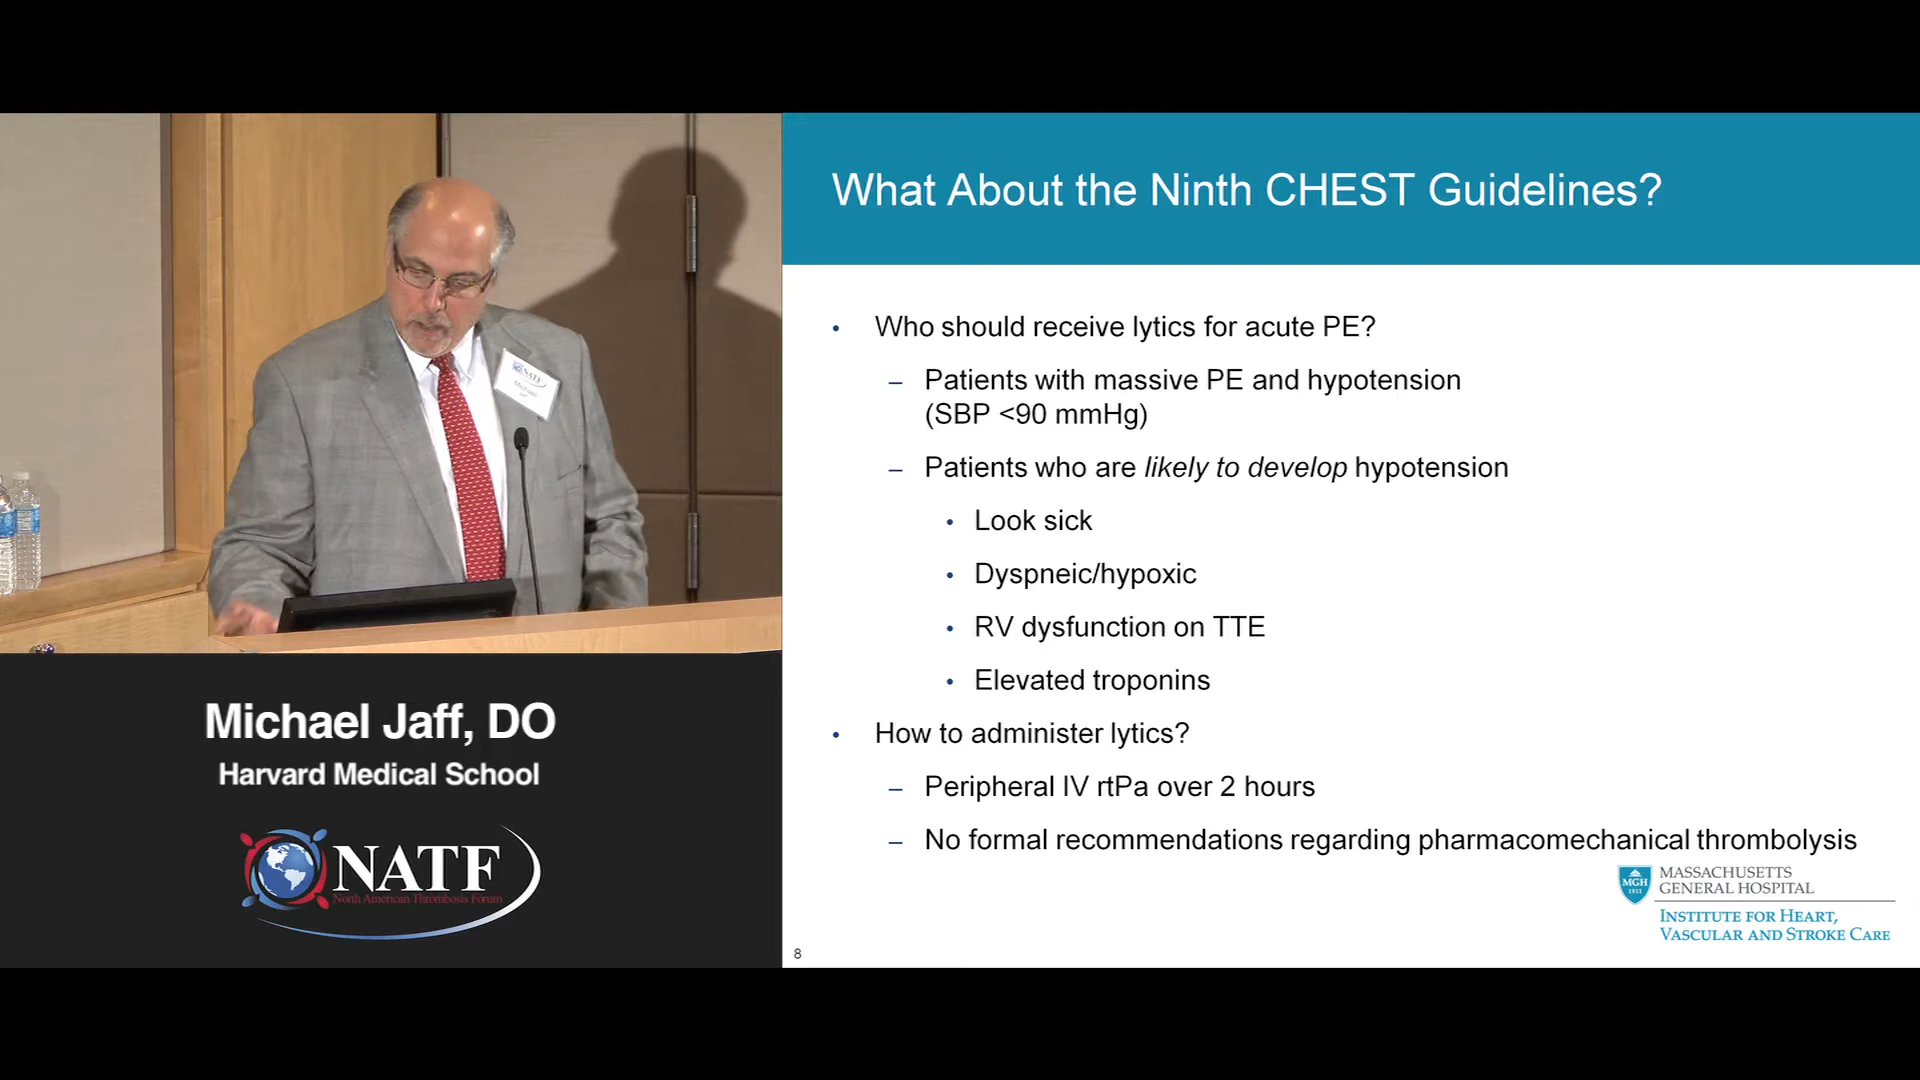 What About the Ninth CHEST Guidelines?
• Who should receive lytics for acute PE?
– Patients with massive PE and hypotension
(SBP <90 mmHg)
– Patients who are likely to develop hypotension
• Look sick
• Dyspneic/hypoxic
• RV dysfunction on TTE
• Elevated troponins
• How to administer lytics?
– Peripheral IV rtPa over 2 hours
– No formal recommendations regarding pharmacomechanical thrombolysis
MGH
1811
MASSACHUSETTS
GENERAL HOSPITAL
INSTITUTE FOR HEART,
VASCULAR AND STROKE CARE
8
NATF
Michael
Michael Jaff, DO
Harvard Medical School
NATF
North American Thrombosis Forum